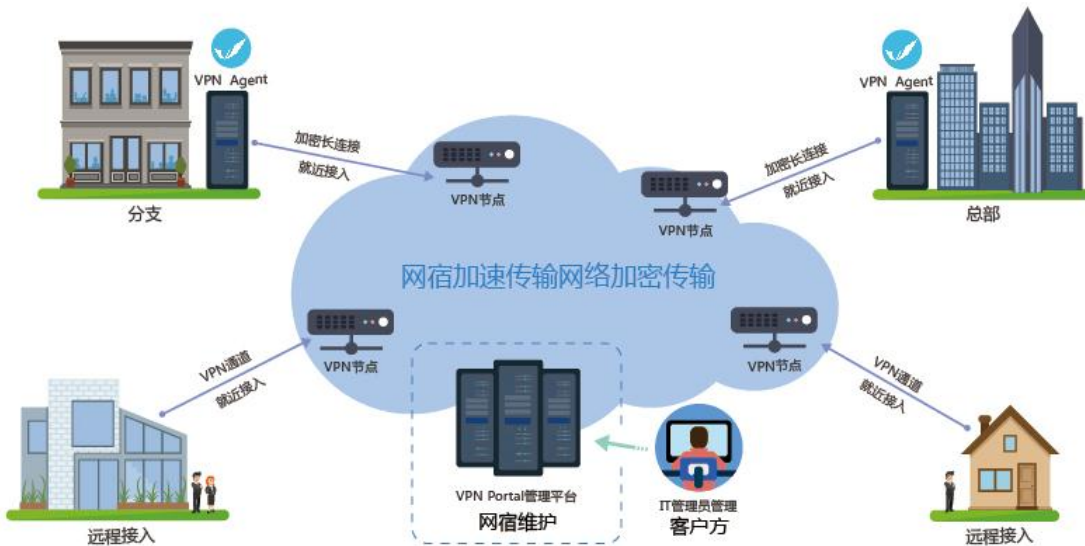 VPN Agent
VPN Agent
加密长连接
就近接入
加密长连接
就近接入
VPN节点
VPN节点
分支
总部
网宿加速传输网络加密传输
VPN通道
就近接入
VPN节点
VPN节点
VPN通道
就近接入
VPN Portal管理平台
网宿维护
IT管理员管理
客户方
远程接入
远程接入